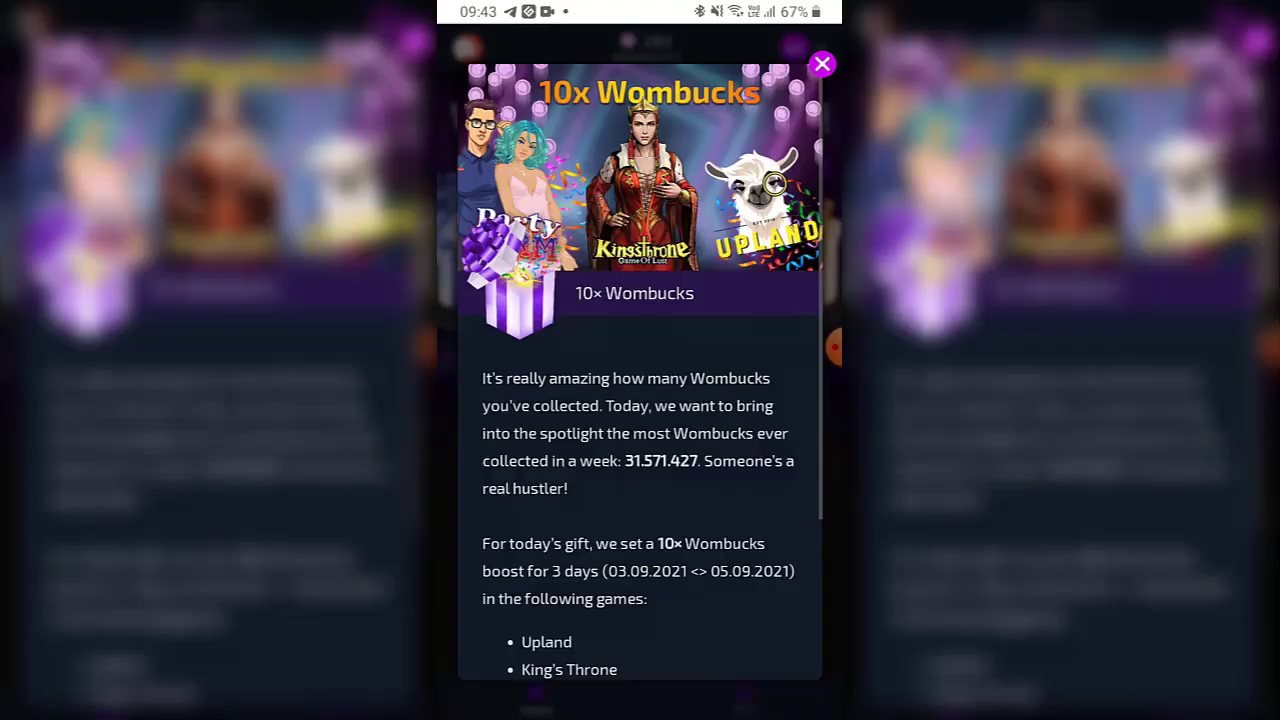 09:43
67%
10x Wombucks
Party
King'sThrone
Game Of Lust
UPLAND
10× Wombucks
It's really amazing how many Wombucks
you've collected. Today, we want to bring
into the spotlight the most Wombucks ever
collected in a week: 31.571.427. Someone's a
real hustler!
For today's gift, we set a 10× Wombucks
boost for 3 days (03.09.2021 <> 05.09.2021)
in the following games:
• Upland
• King's Throne